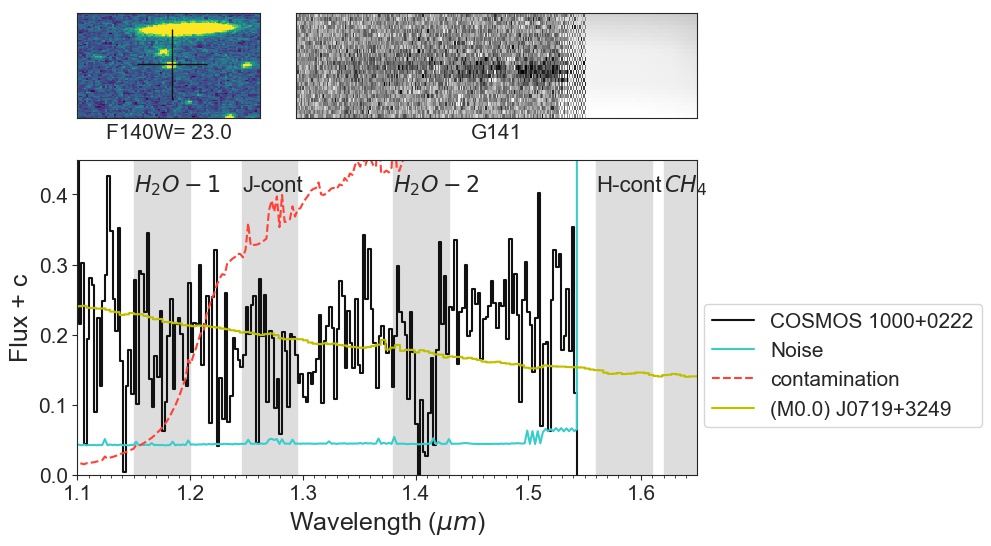 F140W= 23.0
G141
H₂O − 1
J-cont
H₂O − 2
H-cont
CH₄
0.4
0.3
0.2
0.1
0.0
Flux + c
1.1
1.2
1.3
1.4
1.5
1.6
Wavelength (μm)
COSMOS 1000+0222
Noise
contamination
(M0.0) J0719+3249